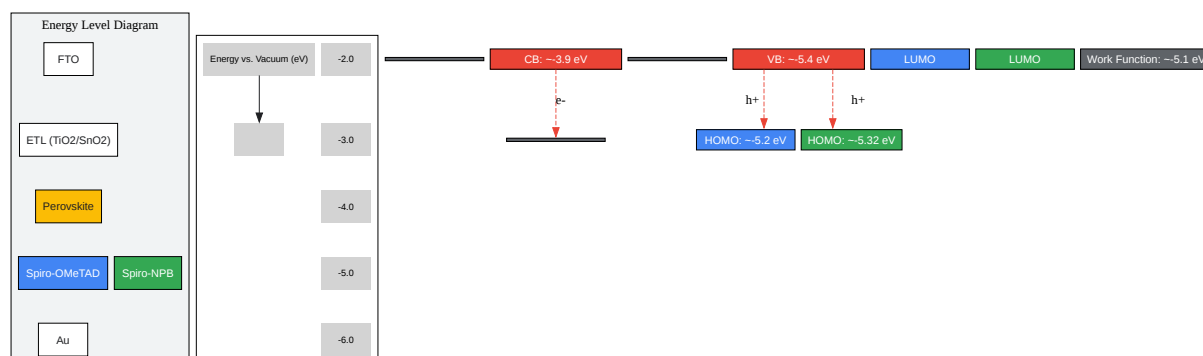 Energy Level Diagram
FTO
Energy vs. Vacuum (eV)
-2.0
CB: ~-3.9 eV
VB: ~-5.4 eV
LUMO
LUMO
Work Function: ~-5.1 eV
e-
h+
h+
ETL (TiO2/SnO2)
-3.0
HOMO: ~-5.2 eV
HOMO: ~-5.32 eV
Perovskite
-4.0
Spiro-OMeTAD
Spiro-NPB
-5.0
Au
-6.0